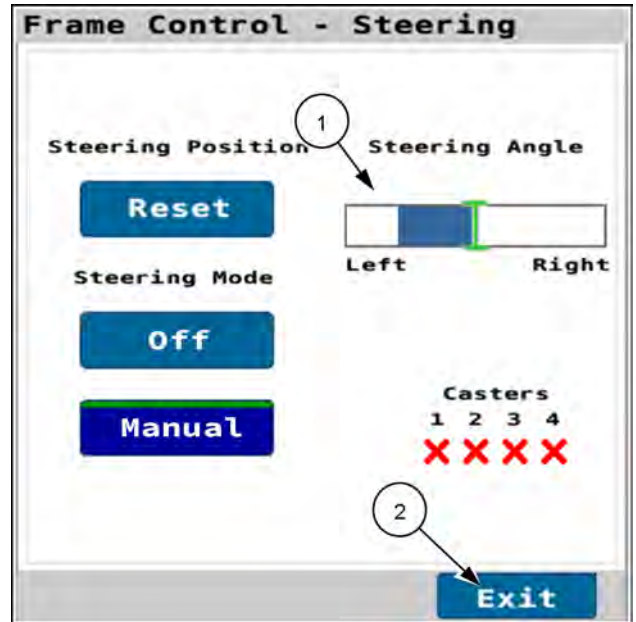 Frame Control - Steering
1
Steering Position
Steering Angle
Reset
Left Right
Steering Mode
Off
Casters
1 2 3 4
Manual
2
Exit